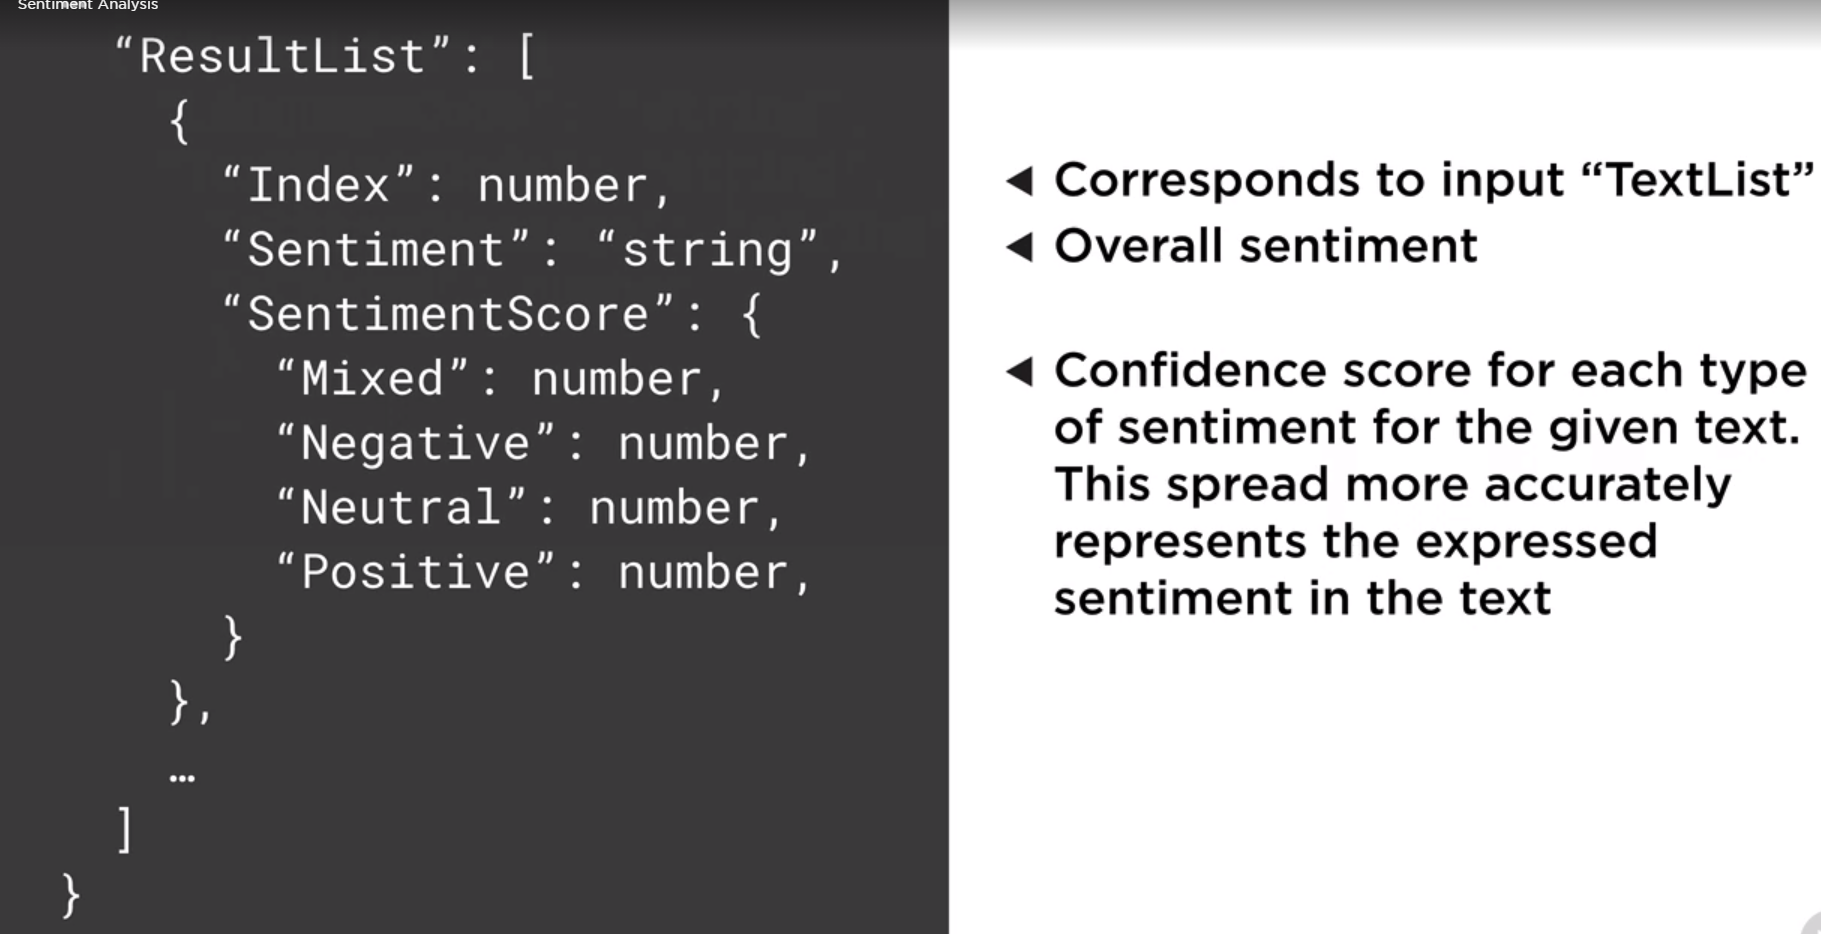 Sentiment Analysis
“ResultList”: [
{
“Index”: number,
“Sentiment”: “string”,
“SentimentScore”: {
“Mixed”: number,
“Negative”: number,
“Neutral”: number,
“Positive”: number,
}
},
…
]
}
◀ Corresponds to input “TextList”
◀ Overall sentiment
◀ Confidence score for each type
of sentiment for the given text.
This spread more accurately
represents the expressed
sentiment in the text